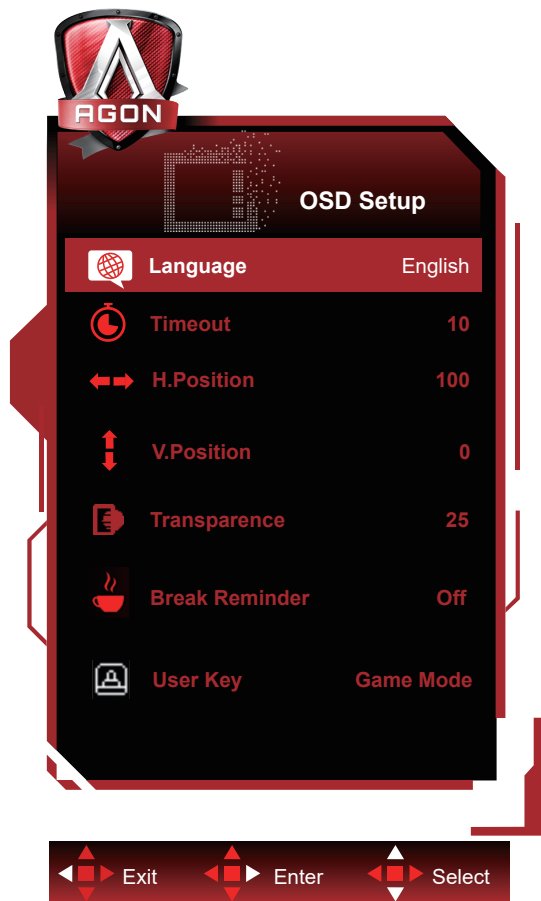 AGON
OSD Setup
Language English
Timeout 10
H.Position 100
V.Position 0
Transparence 25
Break Reminder Off
User Key Game Mode
Exit Enter Select